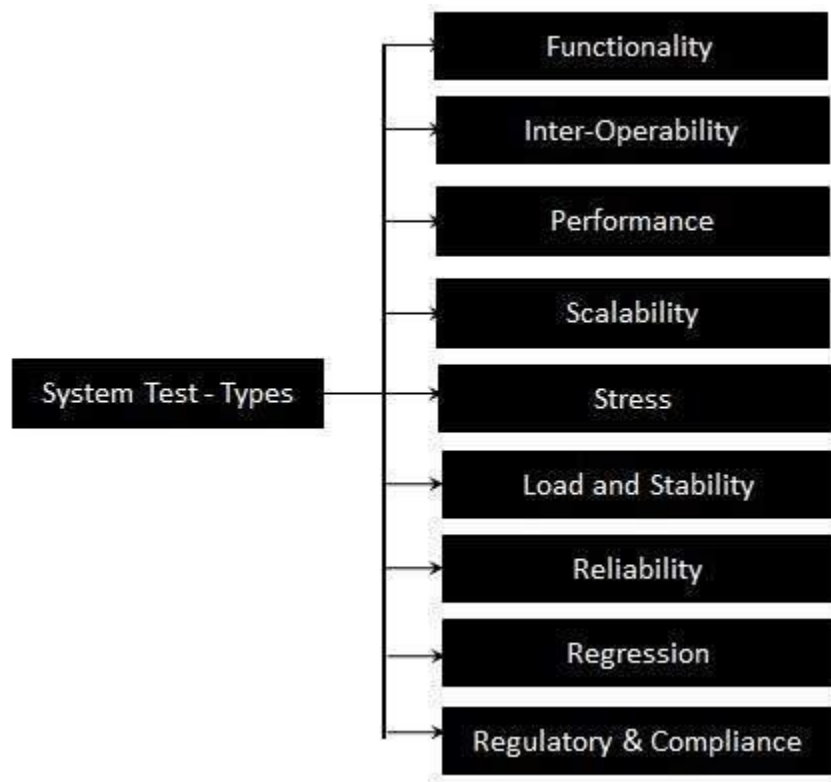 Functionality
Inter-Operability
Performance
Scalability
System Test - Types
Stress
Load and Stability
Reliability
Regression
Regulatory & Compliance